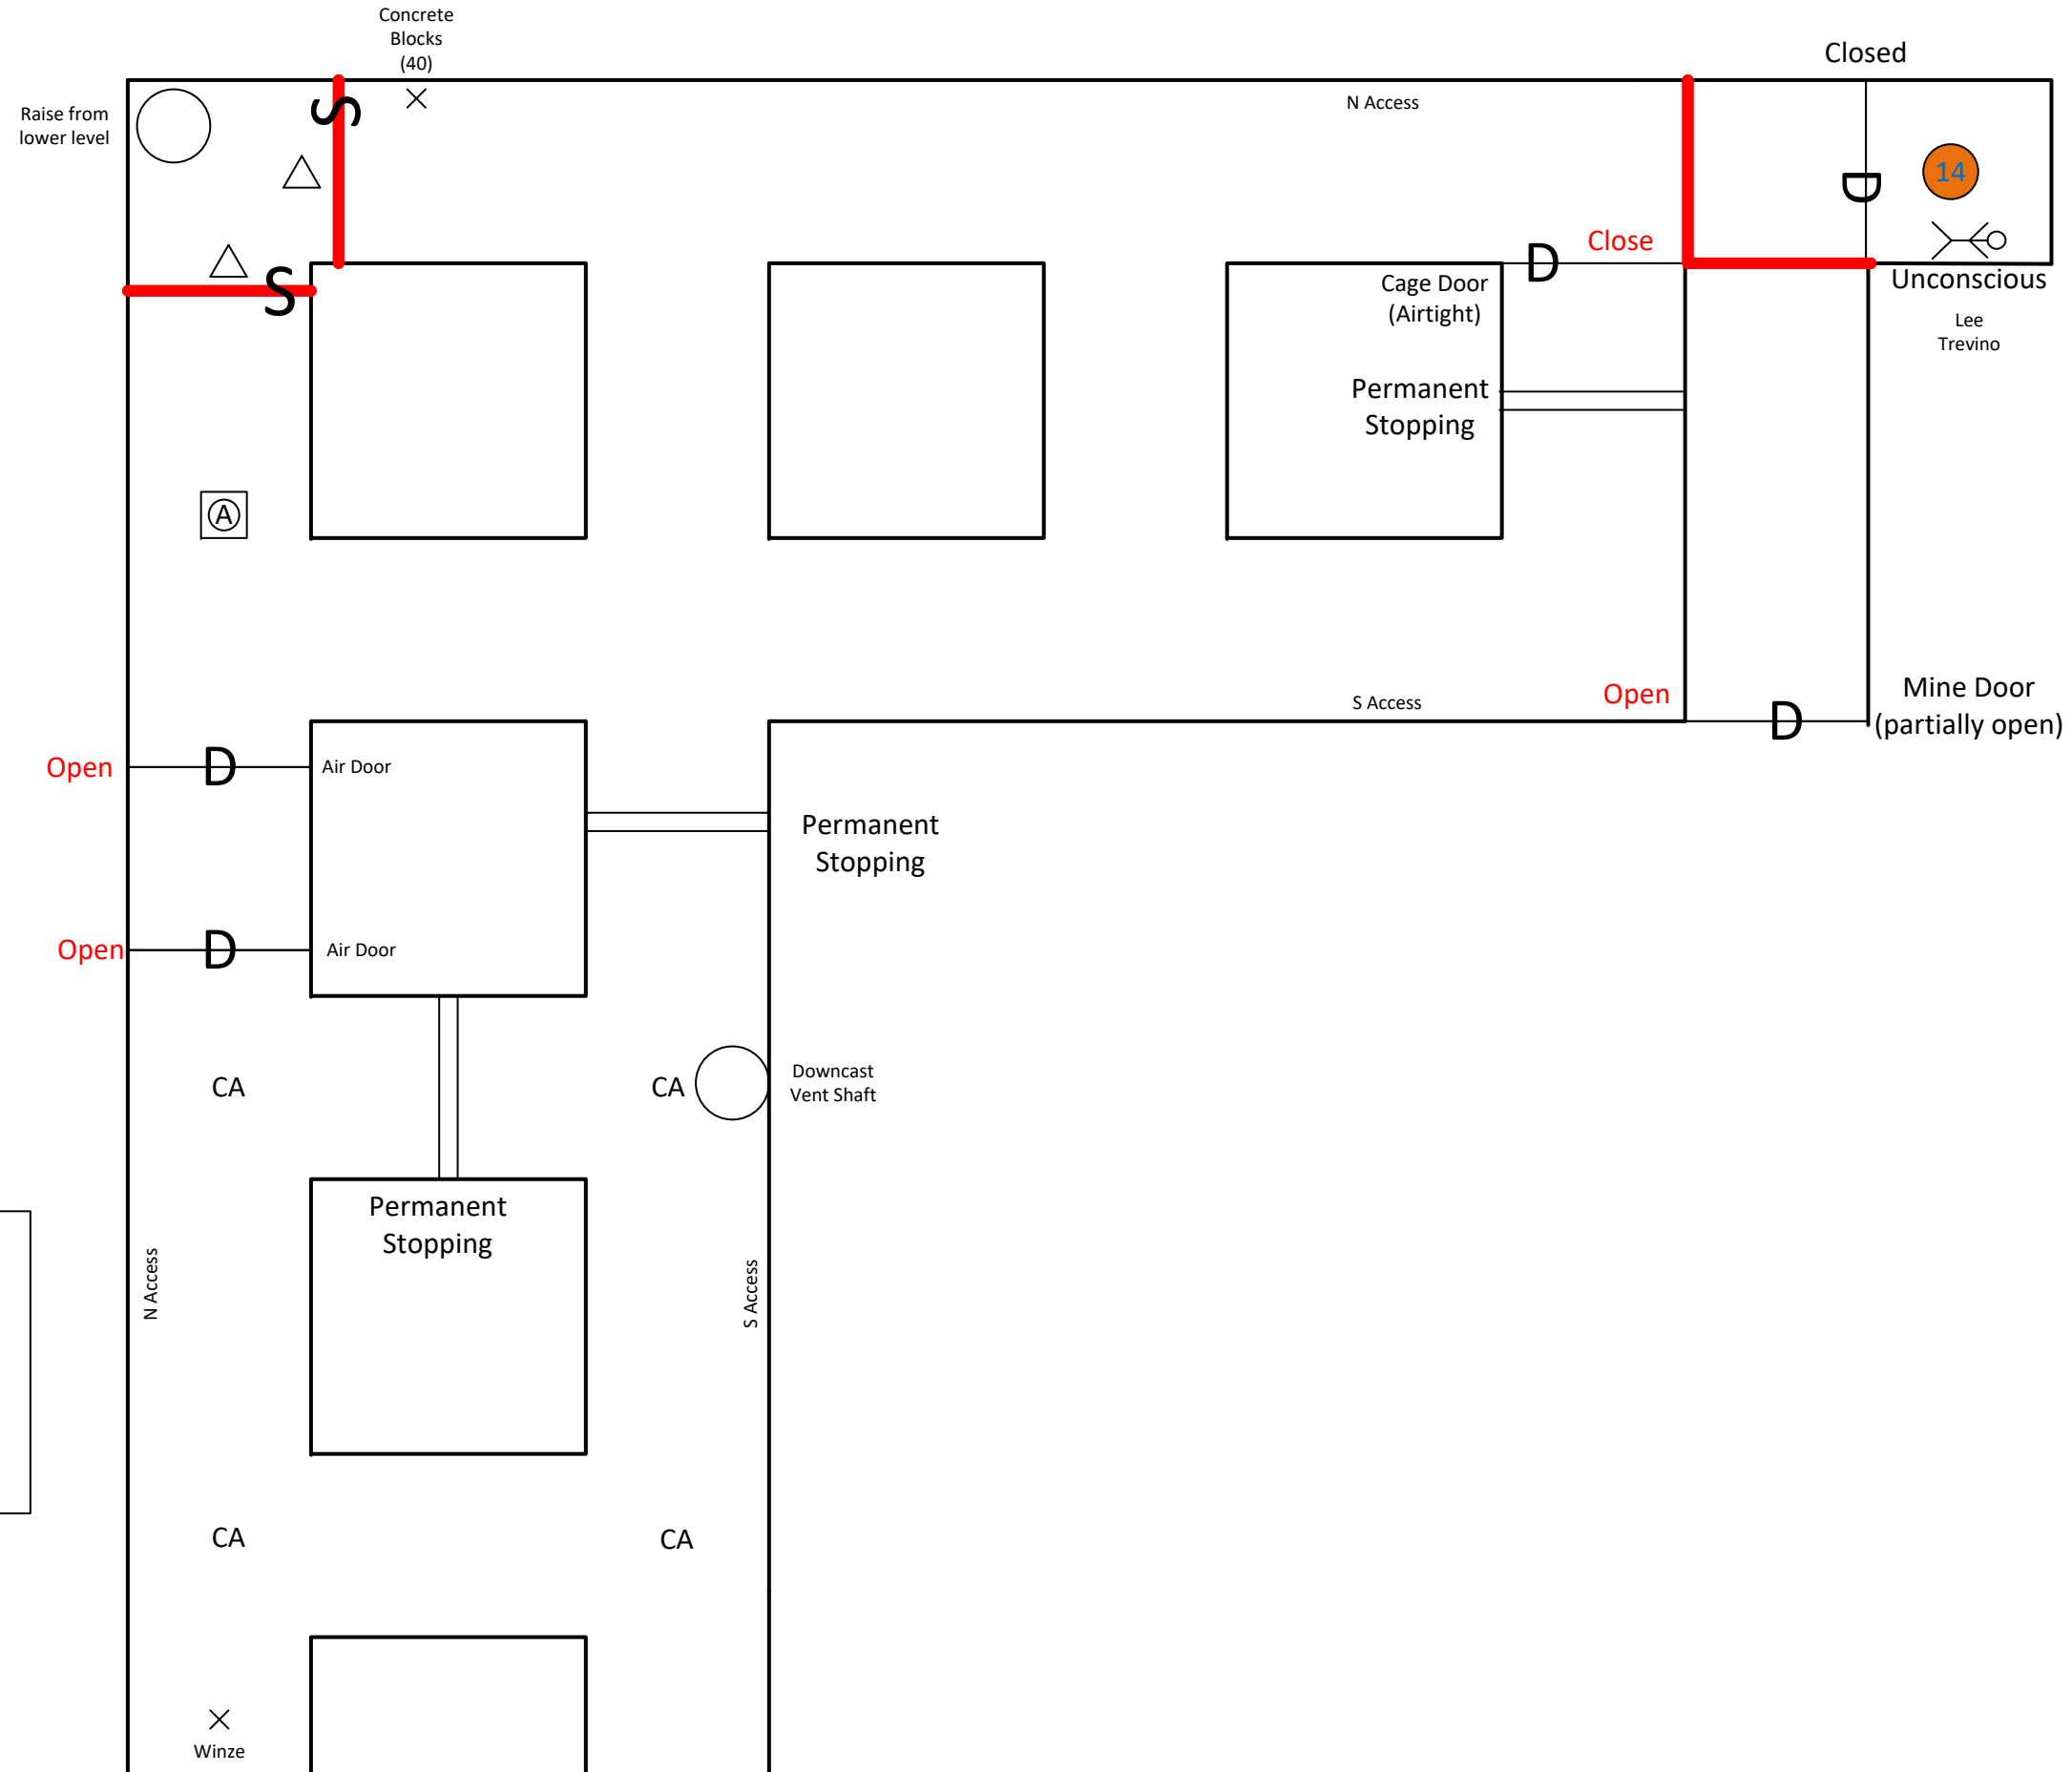 Concrete
Blocks
(40)
Closed
Raise from
lower level
S
N Access
D
14
S
D
Close
Cage Door
(Airtight)
Unconscious
Lee
Trevino
Permanent
Stopping
A
S Access
Open
D
Mine Door
(partially open)
Open
D
Air Door
Permanent
Stopping
Open
D
Air Door
CA
CA
Downcast
Vent Shaft
Permanent
Stopping
N Access
S Access
CA
CA
Winze